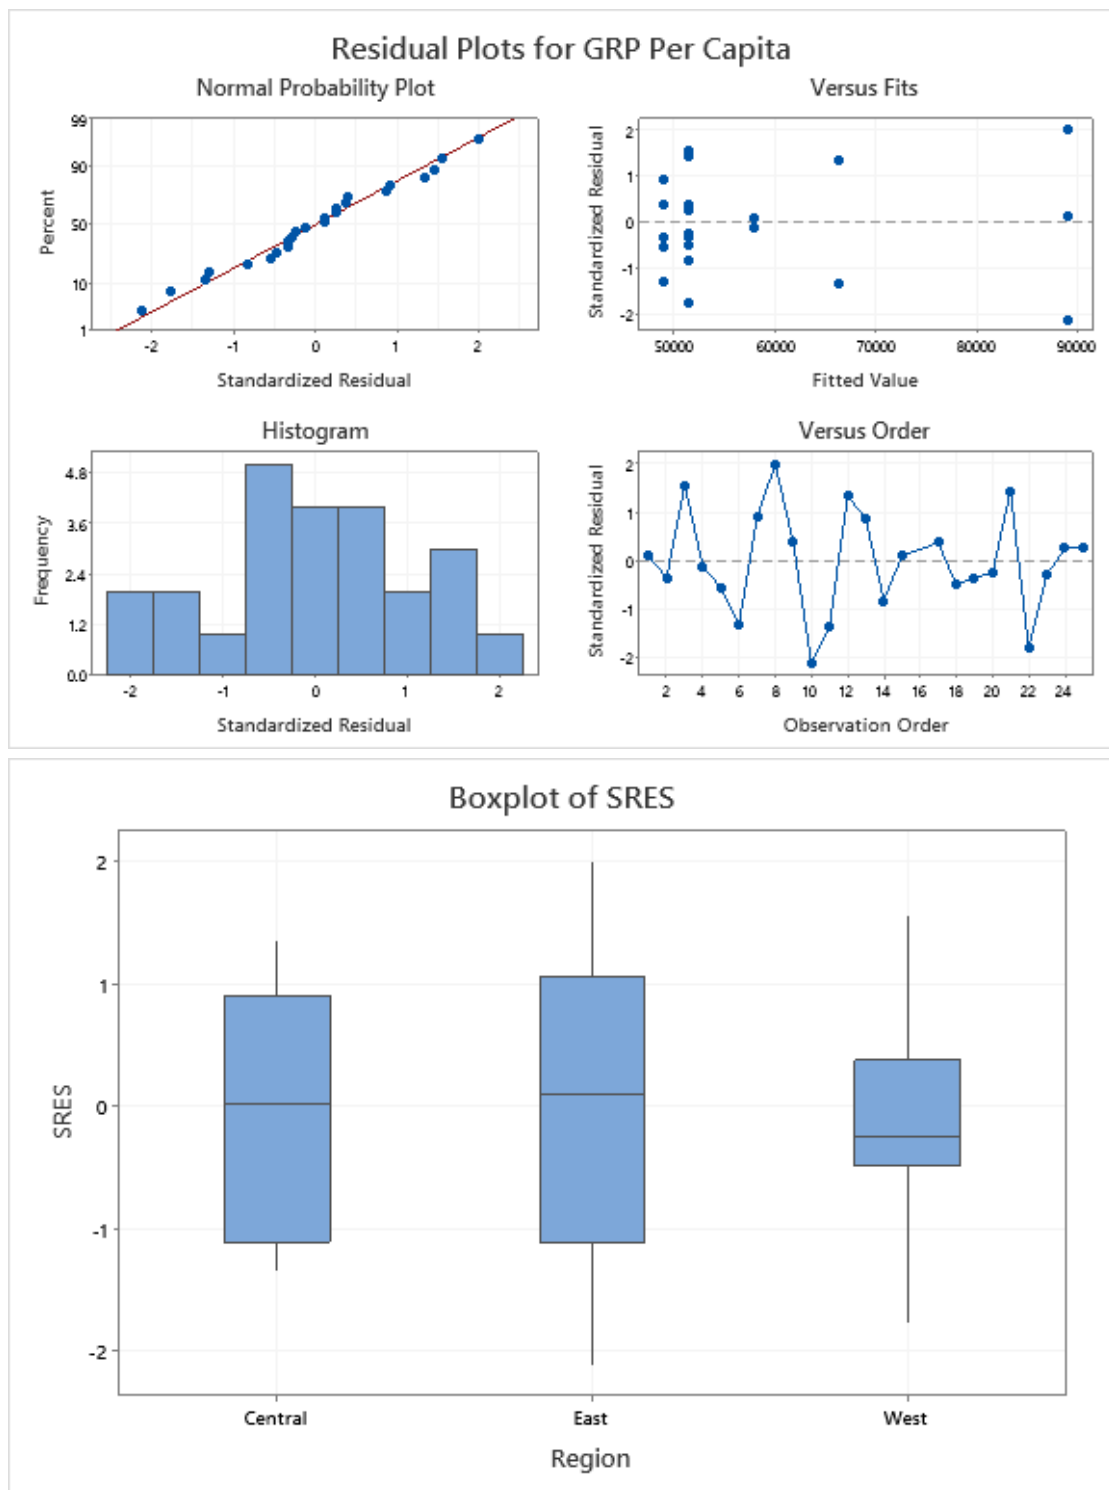 Residual Plots for GRP Per Capita
Normal Probability Plot
99
90
50
10
1
Percent
-2 -1 0 1 2
Standardized Residual
Versus Fits
2
1
0
-1
-2
Standardized Residual
50000 60000 70000 80000 90000
Fitted Value
Histogram
4.8
3.6
2.4
1.2
0.0
Frequency
-2 -1 0 1 2
Standardized Residual
Versus Order
2
1
0
-1
-2
Standardized Residual
2 4 6 8 10 12 14 16 18 20 22 24
Observation Order
Boxplot of SRES
2
1
0
-1
-2
SRES
Central East West
Region